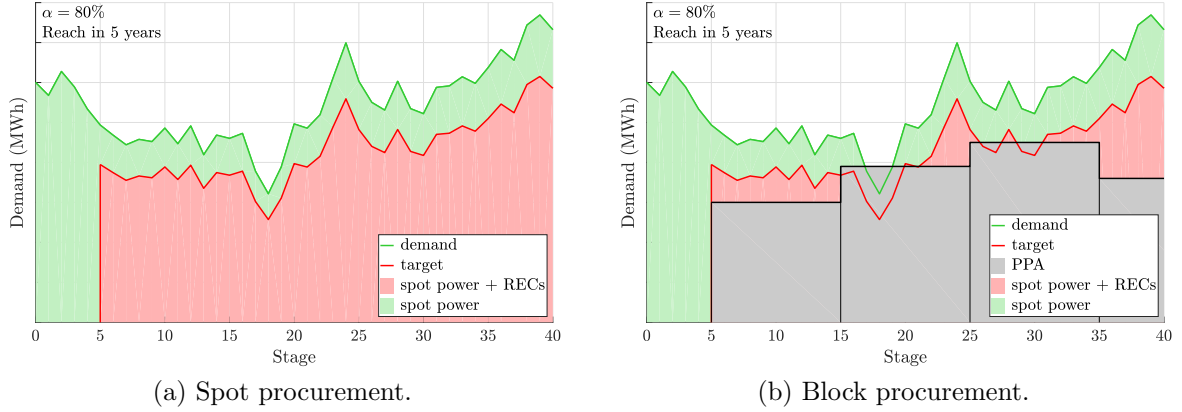 α = 80%
Reach in 5 years
Demand (MWh)
demand
target
spot power + RECs
spot power
0 5 10 15 20 25 30 35 40
Stage
(a) Spot procurement.
α = 80%
Reach in 5 years
Demand (MWh)
demand
target
PPA
spot power + RECs
spot power
0 5 10 15 20 25 30 35 40
Stage
(b) Block procurement.